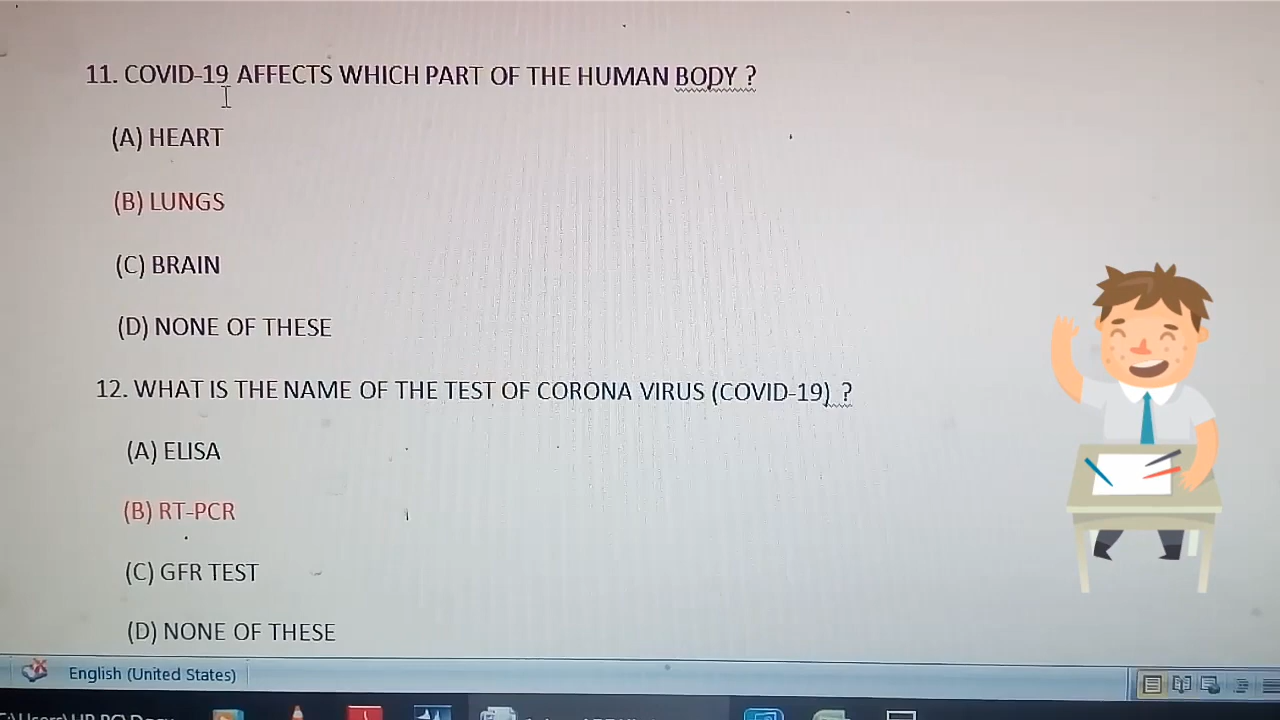 11. COVID-19 AFFECTS WHICH PART OF THE HUMAN BODY ?
(A) HEART
(B) LUNGS
(C) BRAIN
(D) NONE OF THESE
12. WHAT IS THE NAME OF THE TEST OF CORONA VIRUS (COVID-19) ?
(A) ELISA
(B) RT-PCR
(C) GFR TEST
(D) NONE OF THESE
English (United States)